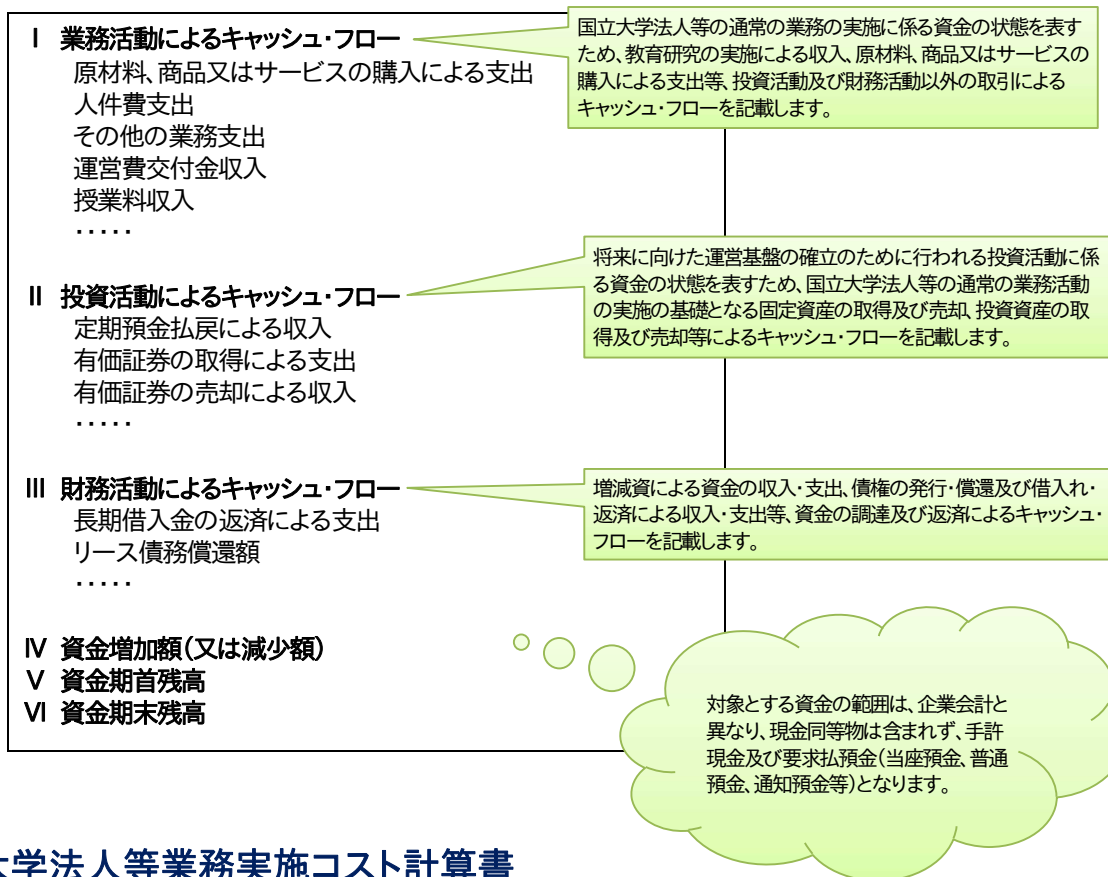 Ⅰ 業務活動によるキャッシュ・フロー
原材料、商品又はサービスの購入による支出
人件費支出
その他の業務支出
運営費交付金収入
授業料収入
・・・・・
国立大学法人等の通常の業務の実施に係る資金の状態を表す
ため、教育研究の実施による収入、原材料、商品又はサービスの
購入による支出等、投資活動及び財務活動以外の取引による
キャッシュ・フローを記載します。
Ⅱ 投資活動によるキャッシュ・フロー
定期預金払戻による収入
有価証券の取得による支出
有価証券の売却による収入
・・・・・
将来に向けた運営基盤の確立のために行われる投資活動に係
る資金の状態を表すため、国立大学法人等の通常の業務活動
の実施の基礎となる固定資産の取得及び売却、投資資産の取
得及び売却等によるキャッシュ・フローを記載します。
Ⅲ 財務活動によるキャッシュ・フロー
長期借入金の返済による支出
リース債務償還額
・・・・・
増減資による資金の収入・支出、債権の発行・償還及び借入れ・
返済による収入・支出等、資金の調達及び返済によるキャッシュ・
フローを記載します。
Ⅳ 資金増加額(又は減少額)
Ⅴ 資金期首残高
Ⅵ 資金期末残高
対象とする資金の範囲は、企業会計と
異なり、現金同等物は含まれず、手許
現金及び要求払預金(当座預金、普通
預金、通知預金等)となります。
大学法人等業務実施コスト計算書